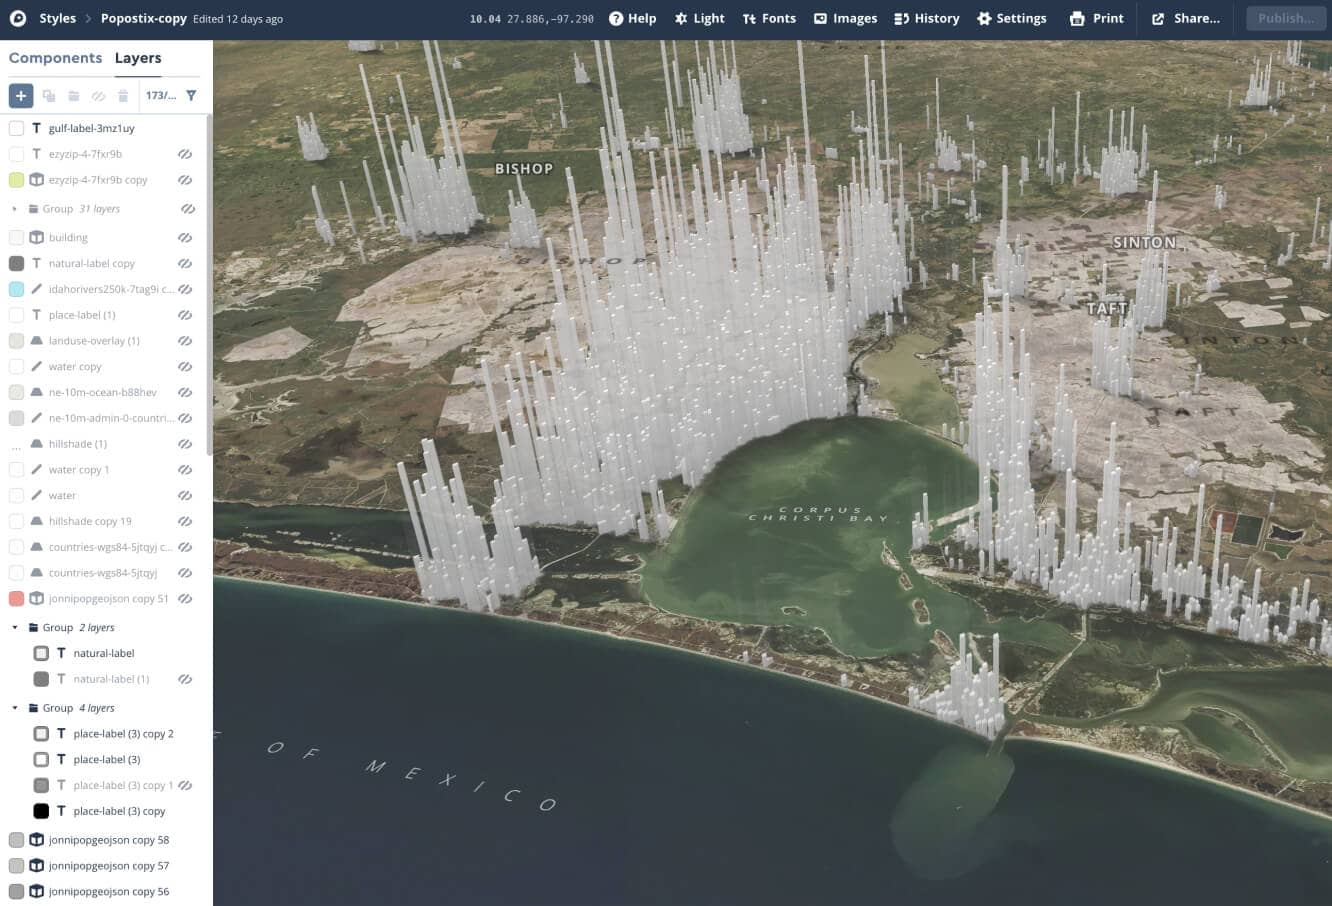 Styles > Popostix-copy Edited 12 days ago 10.04 27.886,-97.290 Help Light Fonts Images History Settings Print Share... Publish...
Components Layers
173/...
gulf-label-3mz1uy
ezyzip-4-7fxr9b
ezyzip-4-7fxr9b copy
Group 31 layers
building
natural-label copy
idahorivers250k-7tag9i c...
place-label (1)
landuse-overlay (1)
water copy
ne-10m-ocean-b88hev
ne-10m-admin-0-countri...
hillshade (1)
water copy 1
water
hillshade copy 19
countries-wgs84-5jtqyj c...
countries-wgs84-5jtqyj
jonnipopgeojson copy 51
Group 2 layers
natural-label
natural-label (1)
Group 4 layers
place-label (3) copy 2
place-label (3)
place-label (3) copy 1
place-label (3) copy
jonnipopgeojson copy 58
jonnipopgeojson copy 57
jonnipopgeojson copy 56
BISHOP
BISHOP
SINTON
TAFT
SINTON
TAFT
CORPUS
CHRISTI BAY
OF MEXICO